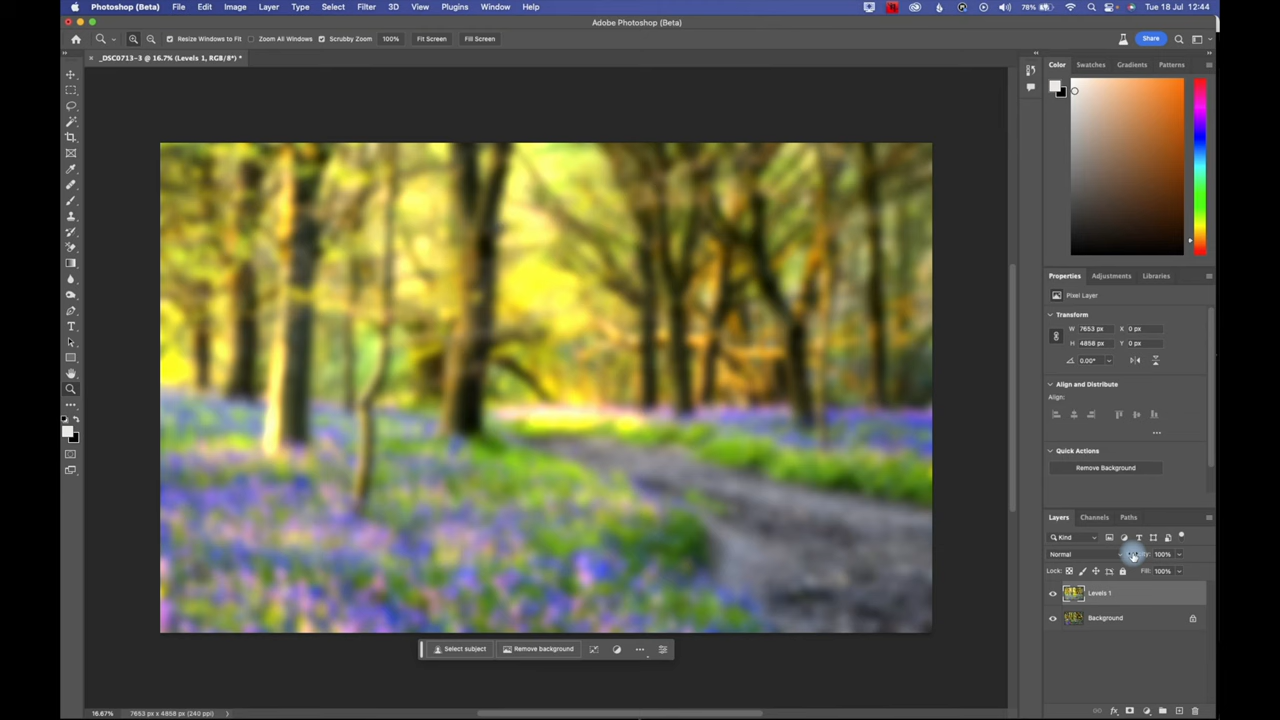 Photoshop (Beta) File Edit Image Layer Type Select Filter 3D View Plugins Window Help 78% Tue 18 Jul 12:44
Adobe Photoshop (Beta)
Resize Windows to Fit Zoom All Windows Scrubby Zoom 100% Fit Screen Fill Screen Share
× _DSC0713-3 @ 16.7% (Levels 1, RGB/8*) *
Color Swatches Gradients Patterns
Properties Adjustments Libraries
Pixel Layer
Transform
W 7653 px X 0 px
H 4858 px Y 0 px
0.00°
Align and Distribute
Align:
Quick Actions
Remove Background
Layers Channels Paths
Kind
Normal 100%
Lock: Fill: 100%
Levels 1
Background
Select subject Remove background
16.67% 7653 px x 4858 px (240 ppi)